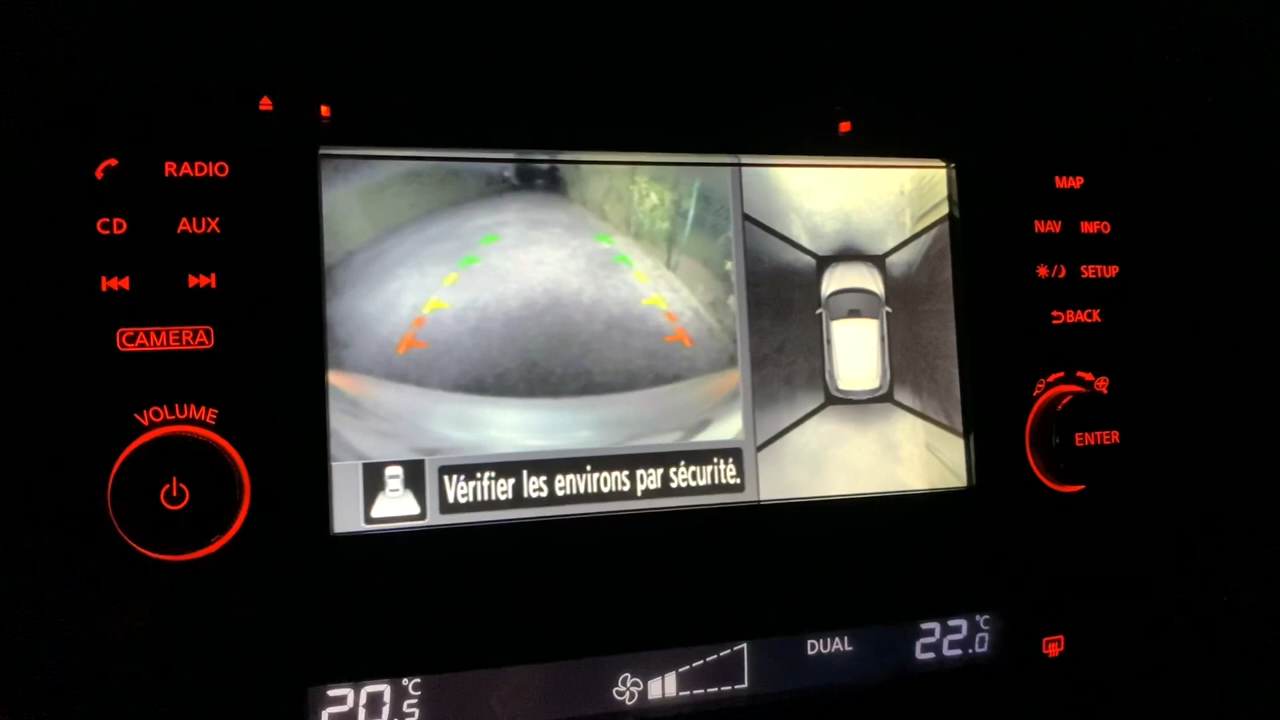 RADIO
CD AUX
CAMERA
VOLUME
Vérifier les environs par sécurité.
MAP
NAV INFO
SETUP
BACK
ENTER
20.5 °C
DUAL
22.0 °C